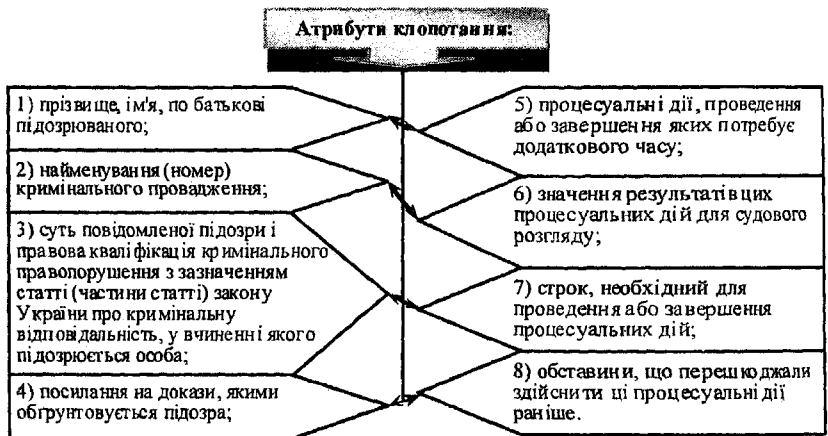 Атрибути клопотання:
1) прізвище, ім'я, по батькові
підозрюваного;
2) найменування (номер)
кримінального провадження;
3) суть повідомленої підозри і
правова кваліфікація кримінального
правопорушення з зазначенням
статті (частини статті) закону
України про кримінальну
відповідальність, у вчиненні якого
підозрюється особа;
4) посилання на докази, якими
обґрунтовується підозра;
5) процесуальні дії, проведення
або завершення яких потребує
додаткового часу;
6) значення результатів цих
процесуальних дій для судового
розгляду;
7) строк, необхідний для
проведення або завершення
процесуальних дій;
8) обставини, що перешкоджали
здійснити ці процесуальні дії
раніше.